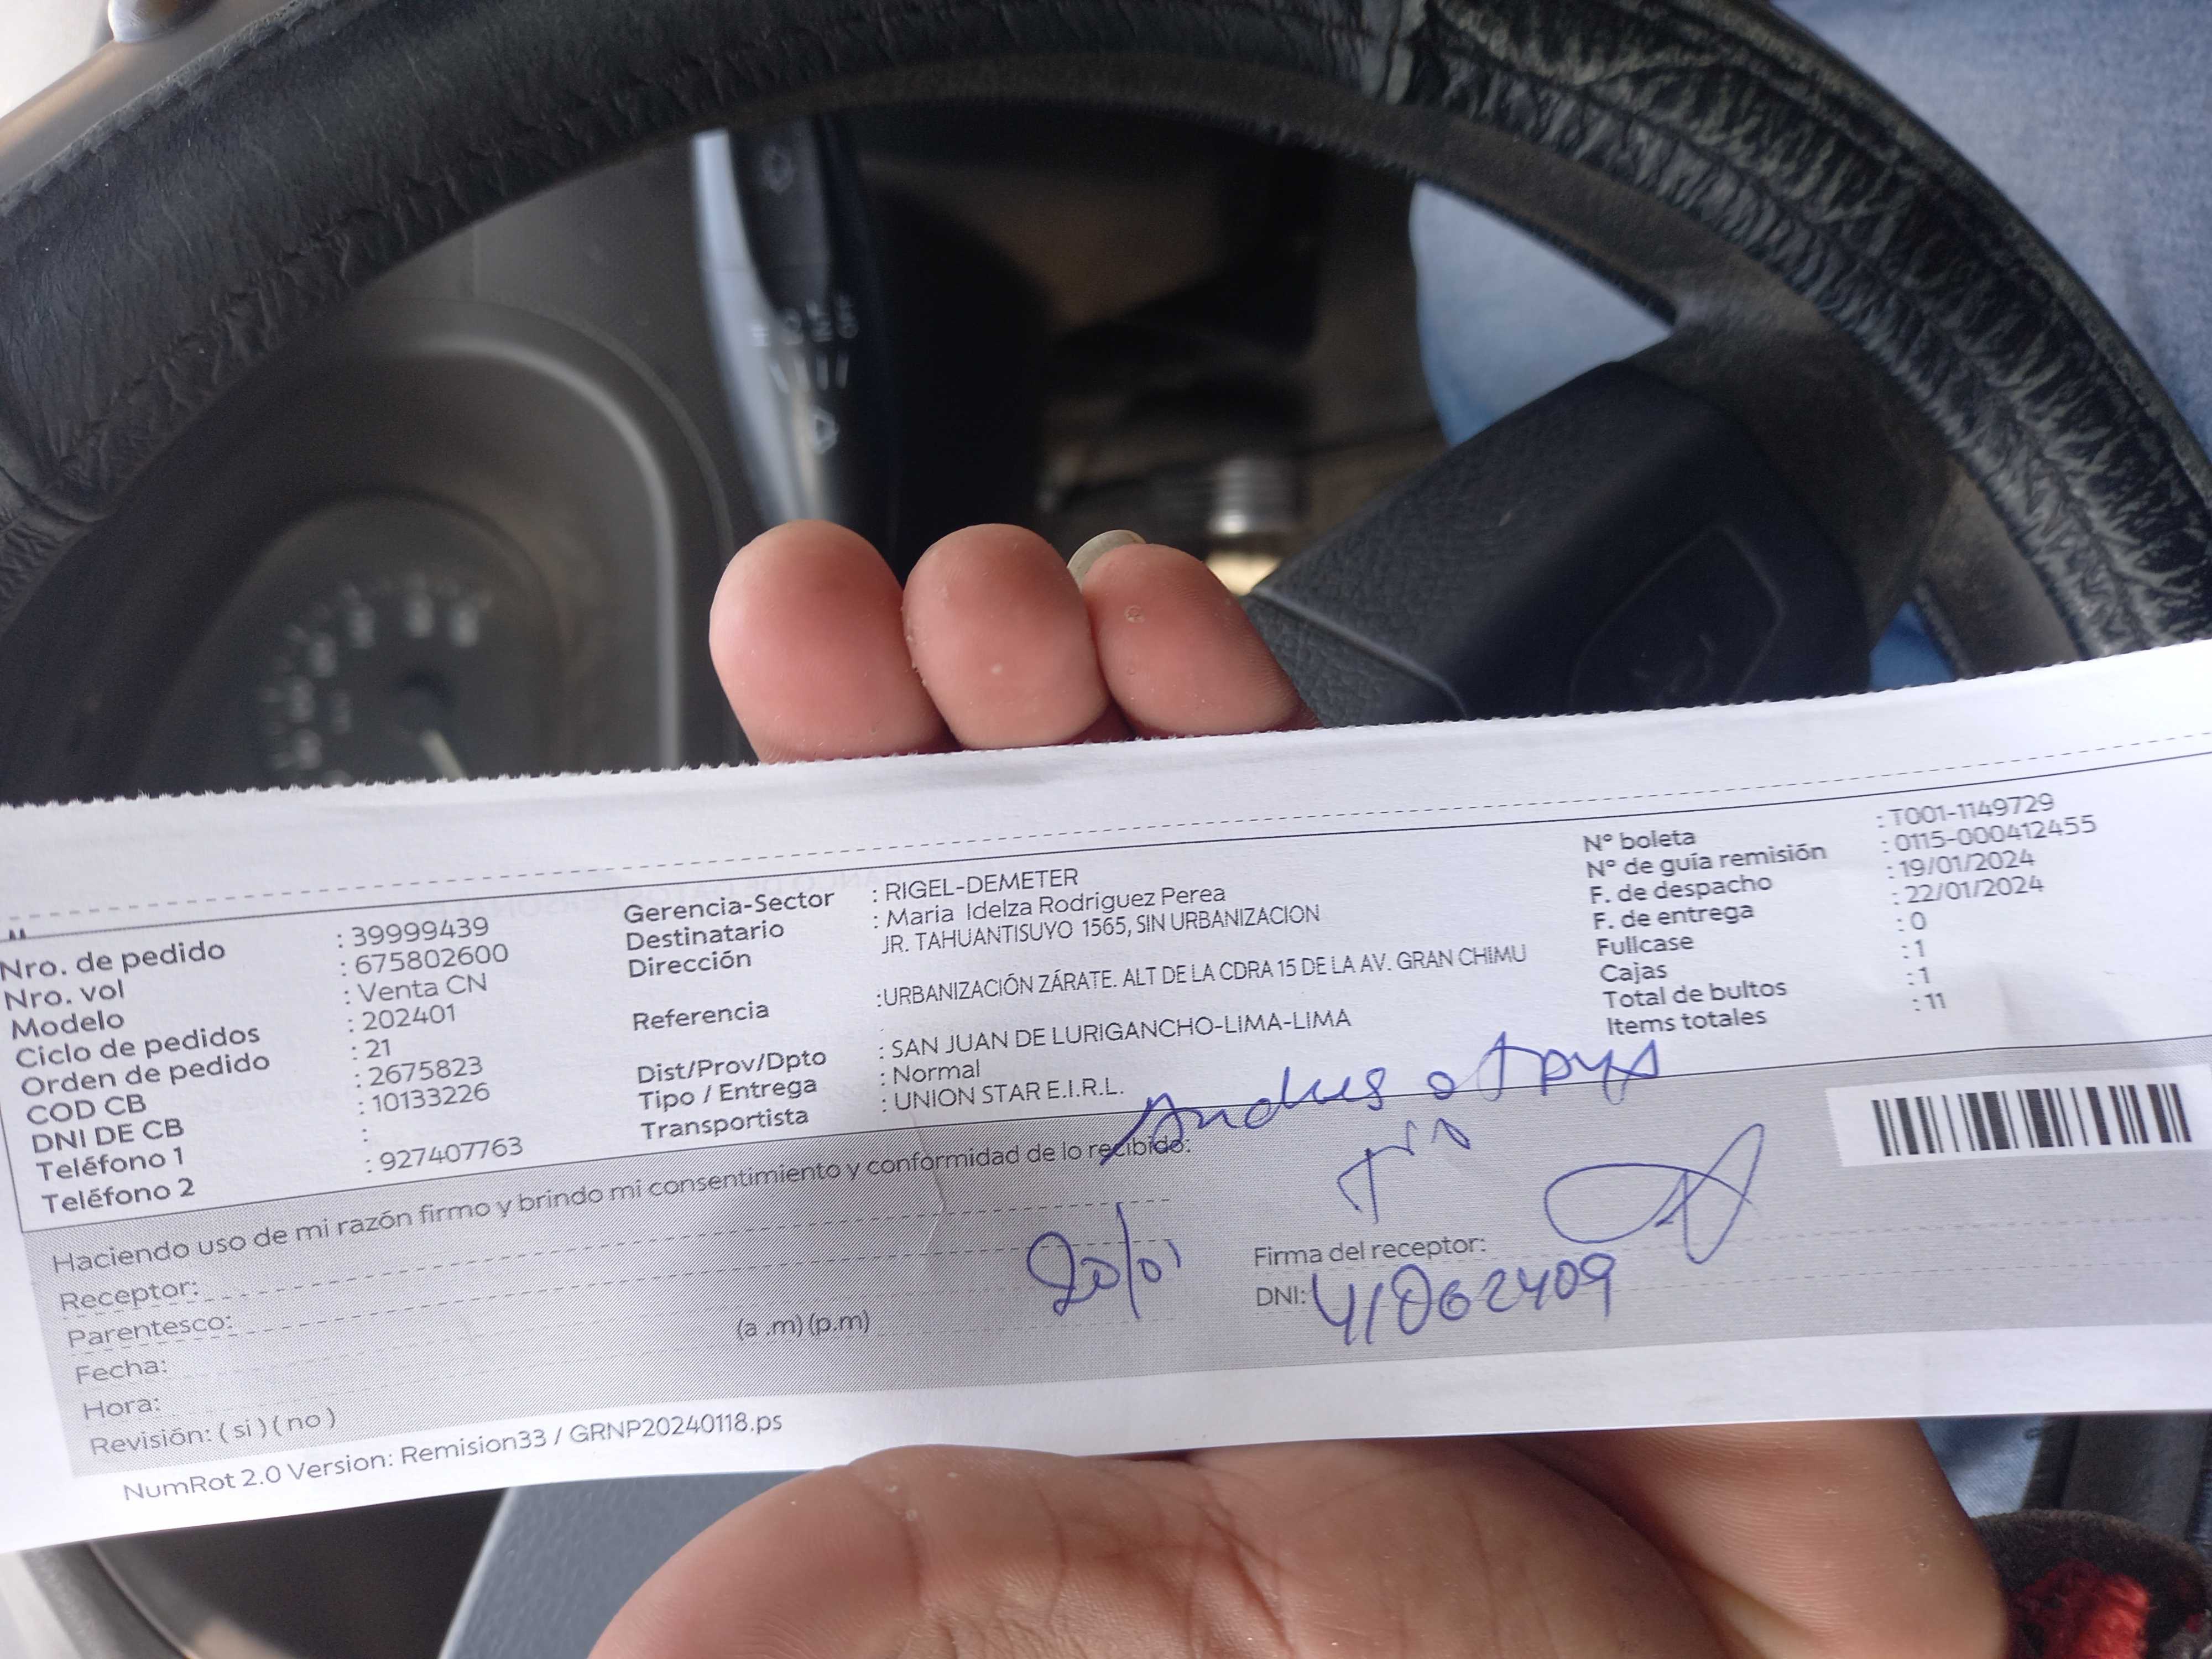 Nro. de pedido : 39999439
Nro. vol : 675802600
Modelo : Venta CN
Ciclo de pedidos : 202401
Orden de pedido : 21
COD CB : 2675823
DNI DE CB : 10133226
Teléfono 1 :
Teléfono 2 : 927407763
Gerencia-Sector : RIGEL-DEMETER
Destinatario : Maria Idelza Rodriguez Perea
Dirección JR. TAHUANTISUYO 1565, SIN URBANIZACION
Referencia :URBANIZACIÓN ZÁRATE. ALT DE LA CDRA 15 DE LA AV. GRAN CHIMU
Dist/Prov/Dpto : SAN JUAN DE LURIGANCHO-LIMA-LIMA
Tipo / Entrega : Normal
Transportista : UNION STAR E.I.R.L.
N° boleta : T001-1149729
N° de guía remisión : 0115-000412455
F. de despacho : 19/01/2024
F. de entrega : 22/01/2024
Fullcase : 0
Cajas : 1
Total de bultos : 1
Items totales : 11
Haciendo uso de mi razón firmo y brindo mi consentimiento y conformidad de lo recibido:
Receptor:
Parentesco:
Fecha: 20/01
Hora: (a .m) (p.m)
Revisión: ( si ) ( no )
Firma del receptor:
DNI: 41062409
NumRot 2.0 Version: Remision33 / GRNP20240118.ps